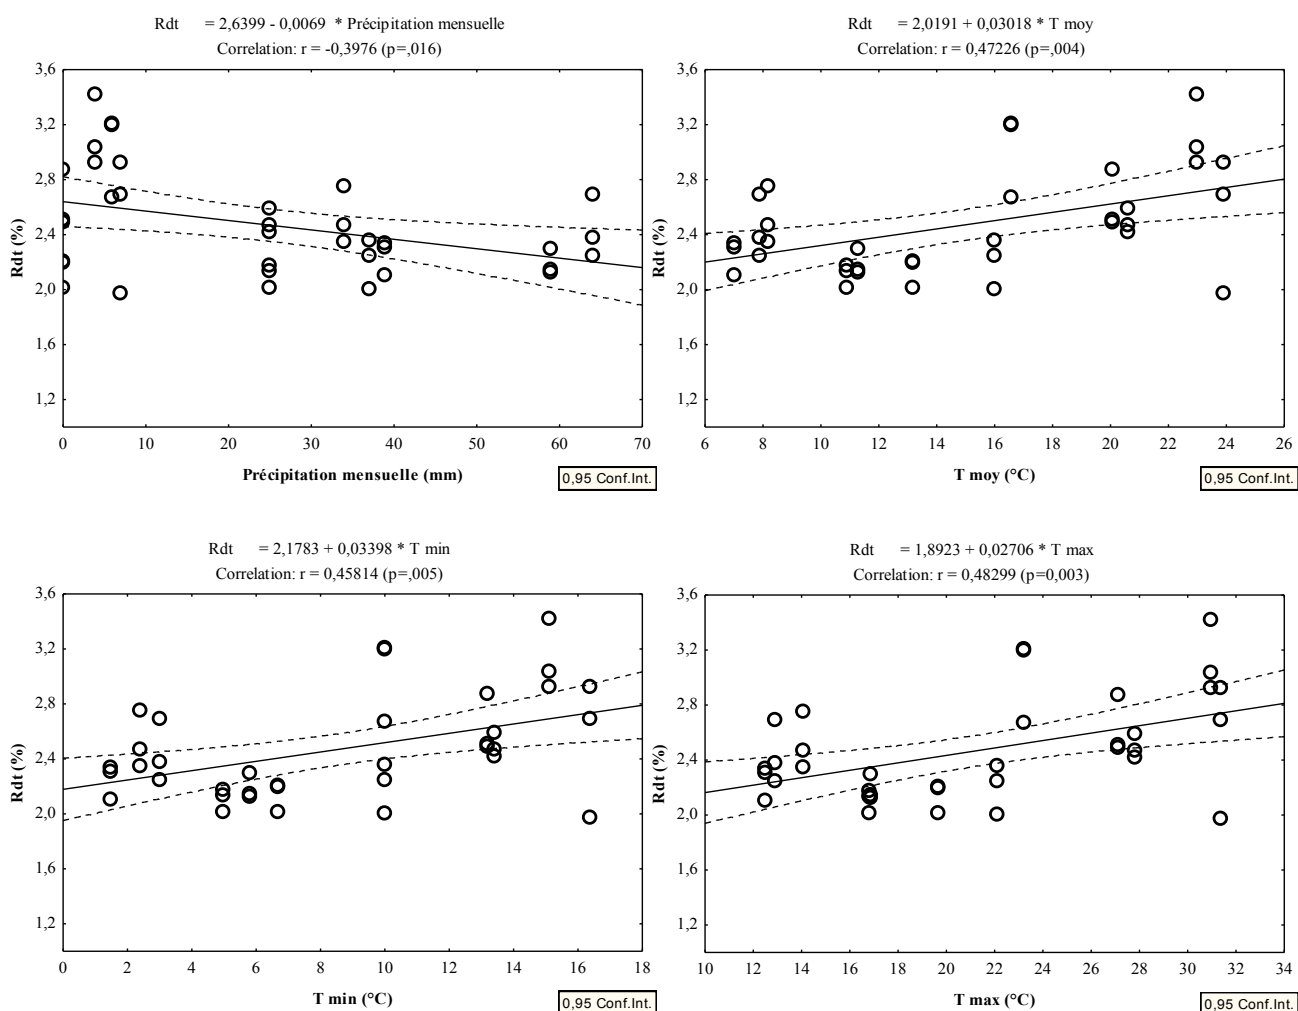 Rdt = 2,6399 - 0,0069 * Précipitation mensuelle
Correlation: r = -0,3976 (p=,016)
3,6
3,2
2,8
2,4
2,0
1,6
1,2
Rdt (%)
0 10 20 30 40 50 60 70
Précipitation mensuelle (mm)
0,95 Conf.Int.
Rdt = 2,0191 + 0,03018 * T moy
Correlation: r = 0,47226 (p=,004)
3,6
3,2
2,8
2,4
2,0
1,6
1,2
Rdt (%)
6 8 10 12 14 16 18 20 22 24 26
T moy (°C)
0,95 Conf.Int.
Rdt = 2,1783 + 0,03398 * T min
Correlation: r = 0,45814 (p=,005)
3,6
3,2
2,8
2,4
2,0
1,6
1,2
Rdt (%)
0 2 4 6 8 10 12 14 16 18
T min (°C)
0,95 Conf.Int.
Rdt = 1,8923 + 0,02706 * T max
Correlation: r = 0,48299 (p=0,003)
3,6
3,2
2,8
2,4
2,0
1,6
1,2
Rdt (%)
10 12 14 16 18 20 22 24 26 28 30 32 34
T max (°C)
0,95 Conf.Int.